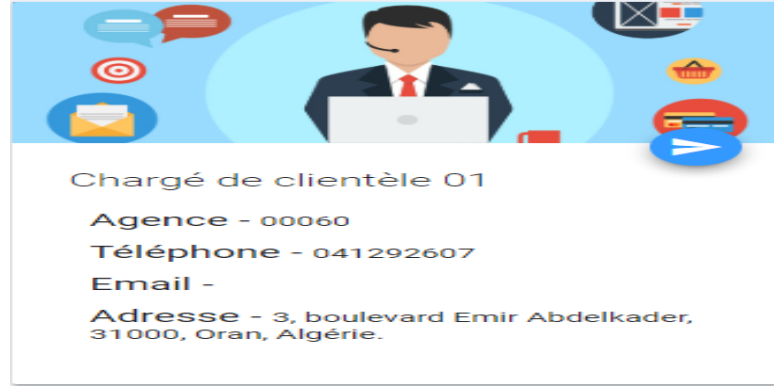 Chargé de clientèle 01
Agence - 00060
Téléphone - 041292607
Email -
Adresse - 3, boulevard Emir Abdelkader,
31000, Oran, Algérie.